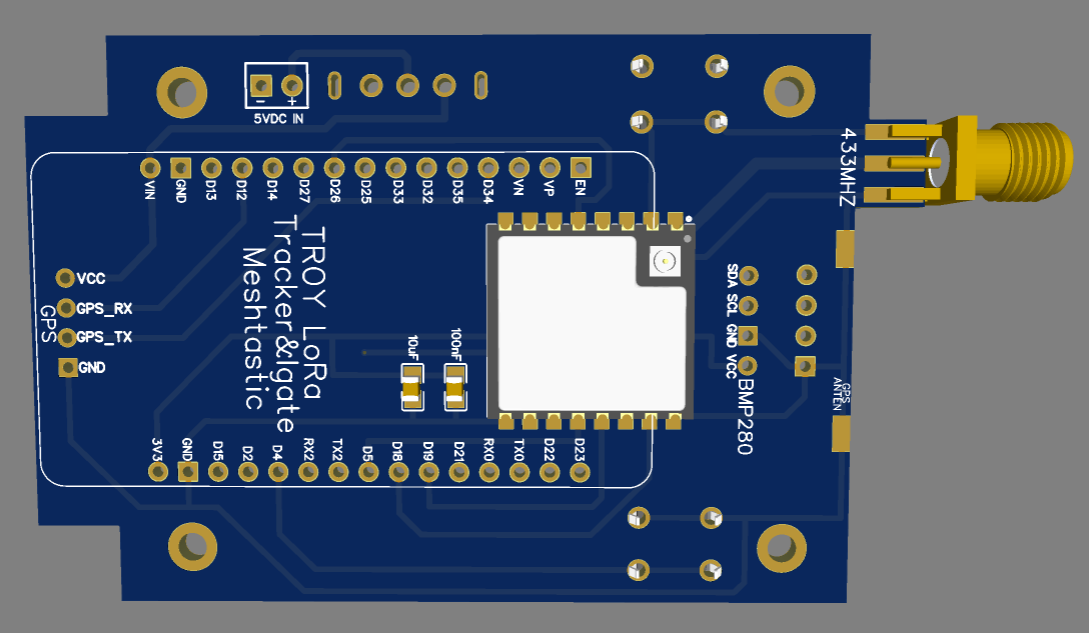 - +
5VDC IN
VIN GND D13 D12 D14 D27 D26 D25 D33 D32 D35 D34 VN VP EN
433MHZ
VCC
GPS_RX
GPS_TX
GND
GPS
TROY LoRa
Tracker&Igate
Meshtastic
10uF
100nF
SDA SCL GND VCC
BMP280
GPS
ANTEN
3V3 GND D15 D2 D4 RX2 TX2 D5 D18 D19 D21 RX0 TX0 D22 D23